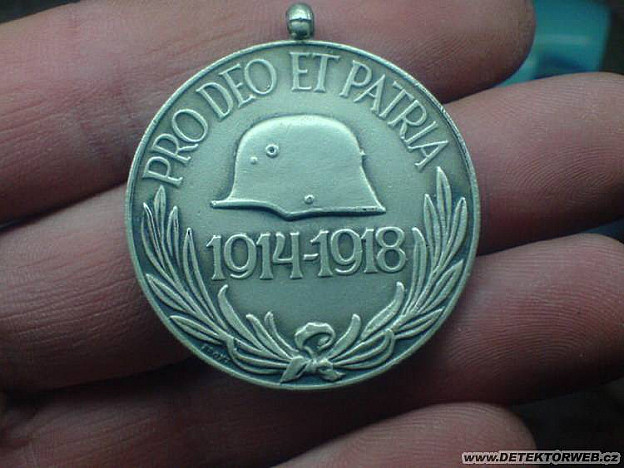 PRO DEO ET PATRIA
1914-1918
www.DETEKTORWEB.cz